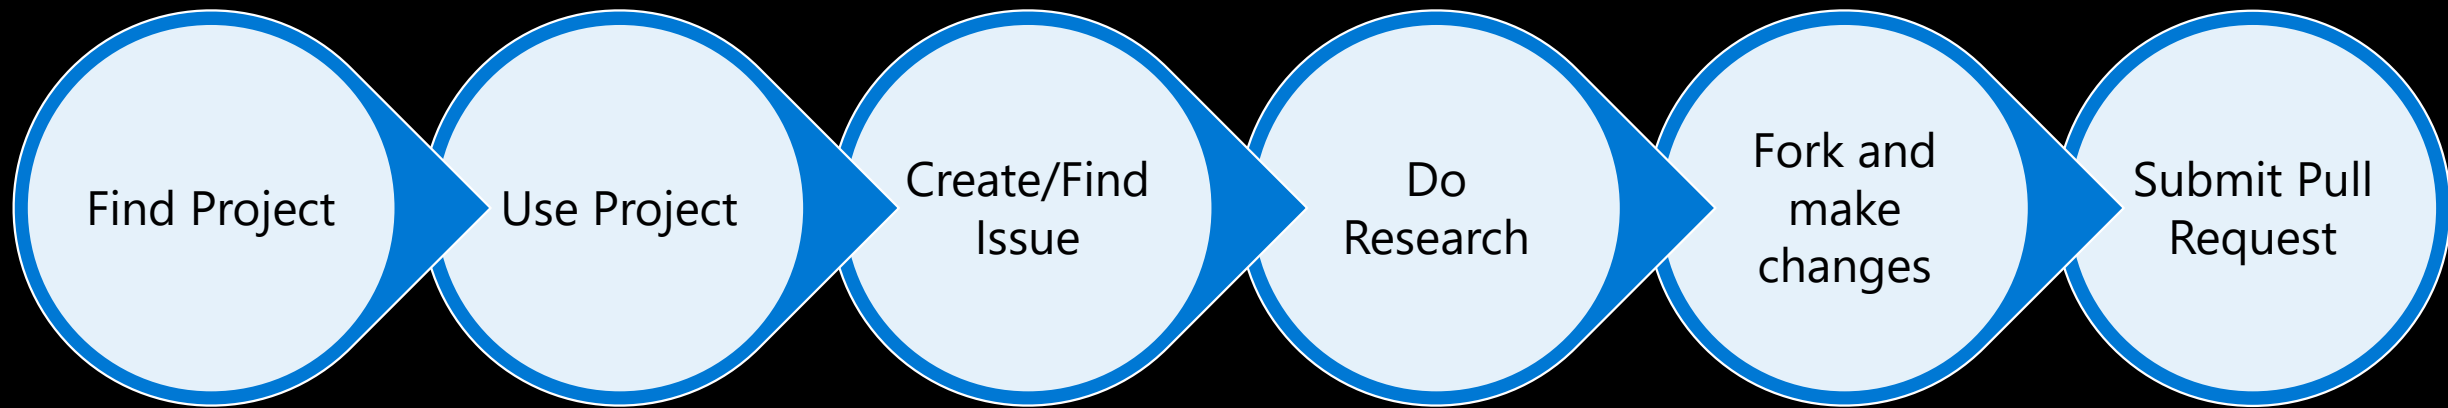 Find Project
Use Project
Create/Find
Issue
Do
Research
Fork and
make
changes
Submit Pull
Request